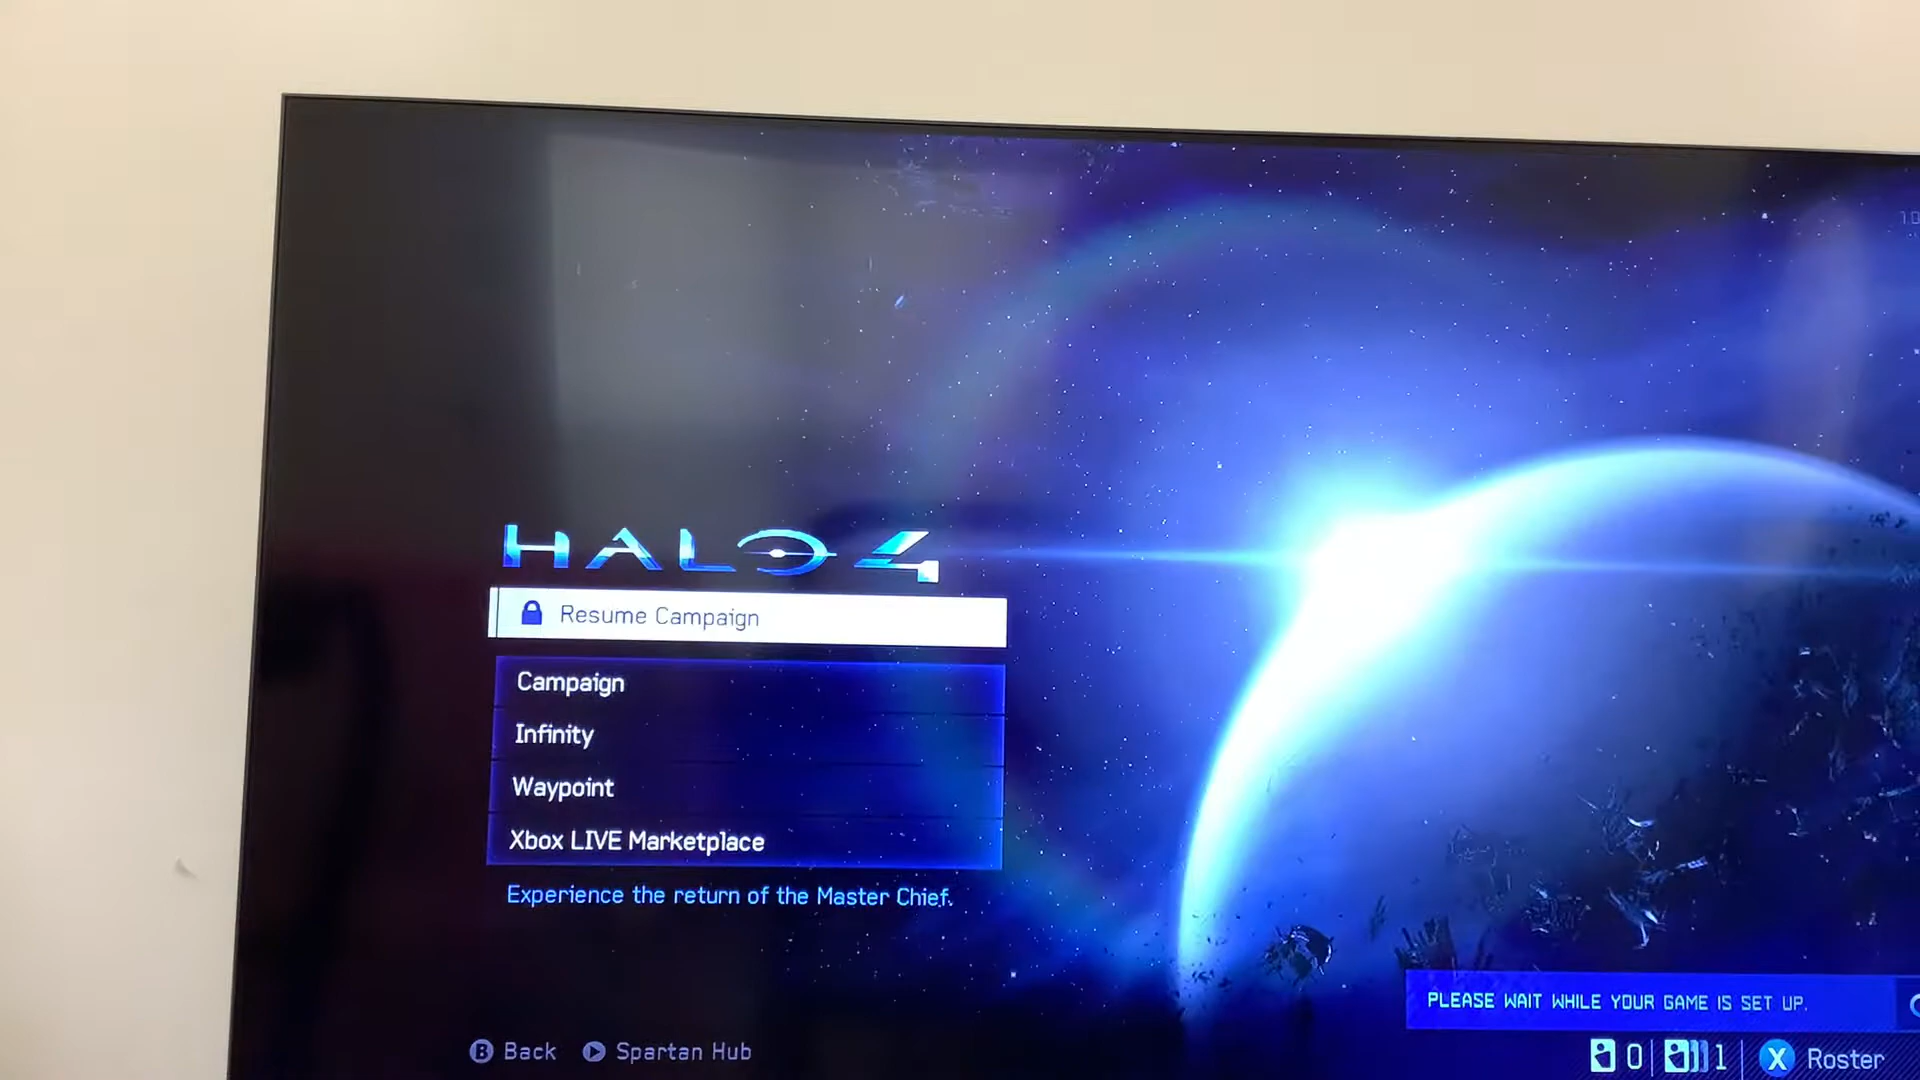 HALO 4
Resume Campaign
Campaign
Infinity
Waypoint
Xbox LIVE Marketplace
Experience the return of the Master Chief.
PLEASE WAIT WHILE YOUR GAME IS SET UP.
B Back Spartan Hub
0 1 X Roster